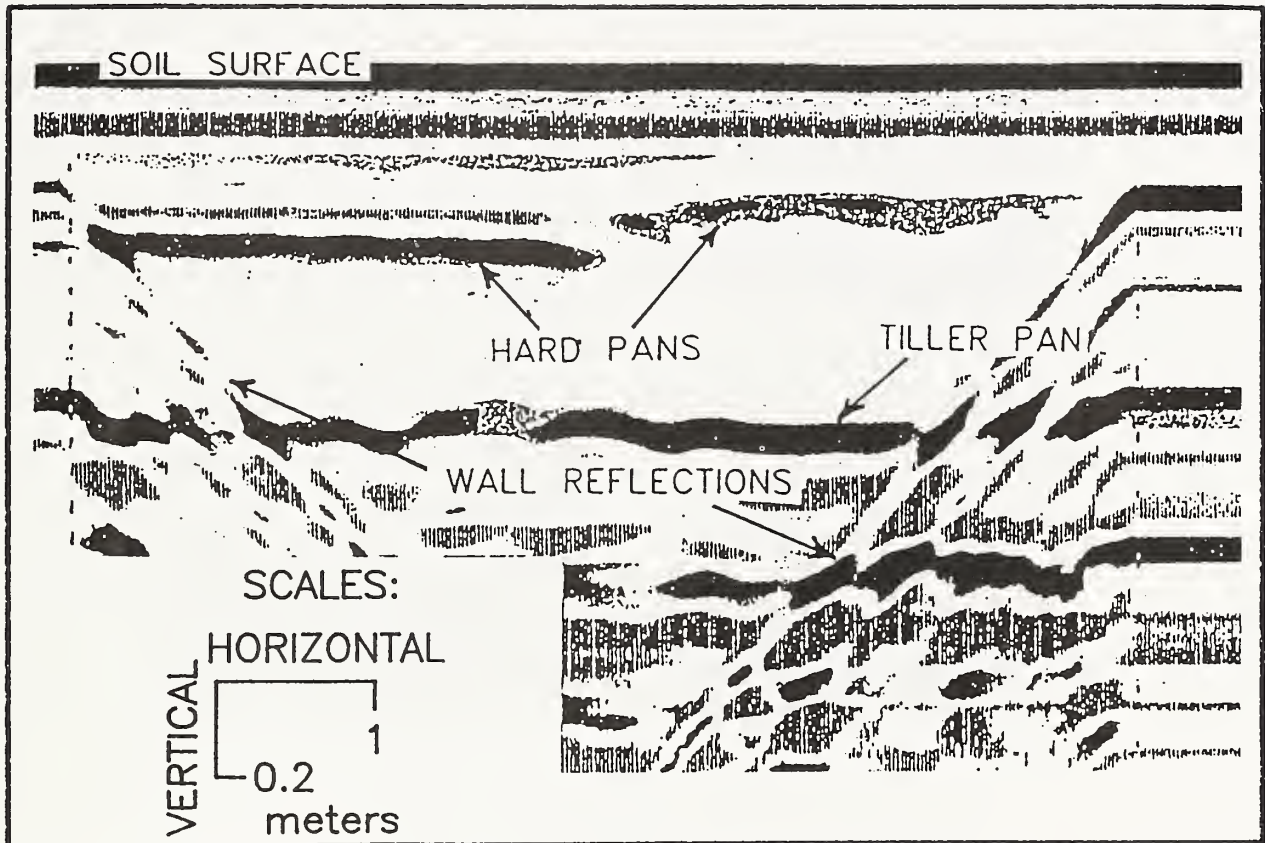 SOIL SURFACE
HARD PANS
TILLER PAN
WALL REFLECTIONS
SCALES:
HORIZONTAL
VERTICAL
1
0.2
meters